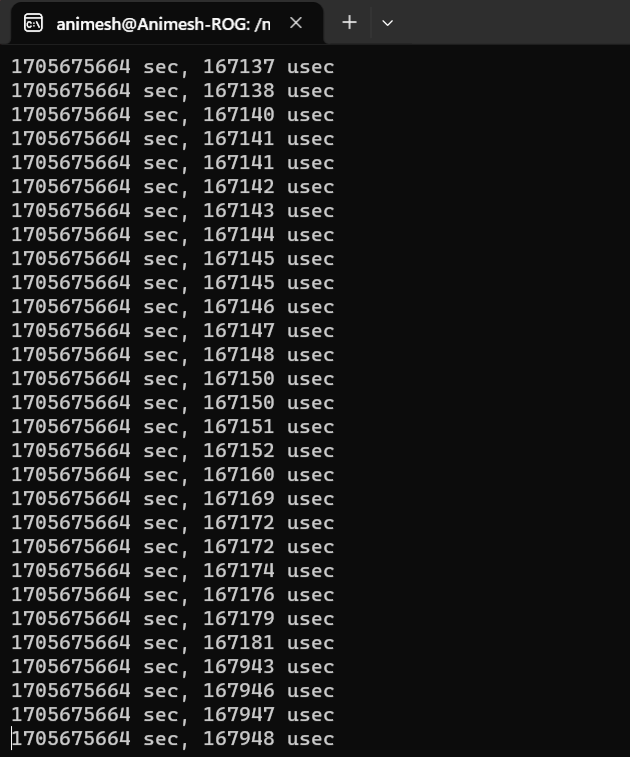 animesh@Animesh-ROG: /n
1705675664 sec, 167137 usec
1705675664 sec, 167138 usec
1705675664 sec, 167140 usec
1705675664 sec, 167141 usec
1705675664 sec, 167141 usec
1705675664 sec, 167142 usec
1705675664 sec, 167143 usec
1705675664 sec, 167144 usec
1705675664 sec, 167145 usec
1705675664 sec, 167145 usec
1705675664 sec, 167146 usec
1705675664 sec, 167147 usec
1705675664 sec, 167148 usec
1705675664 sec, 167150 usec
1705675664 sec, 167150 usec
1705675664 sec, 167151 usec
1705675664 sec, 167152 usec
1705675664 sec, 167160 usec
1705675664 sec, 167169 usec
1705675664 sec, 167172 usec
1705675664 sec, 167172 usec
1705675664 sec, 167174 usec
1705675664 sec, 167176 usec
1705675664 sec, 167179 usec
1705675664 sec, 167181 usec
1705675664 sec, 167943 usec
1705675664 sec, 167946 usec
1705675664 sec, 167947 usec
1705675664 sec, 167948 usec